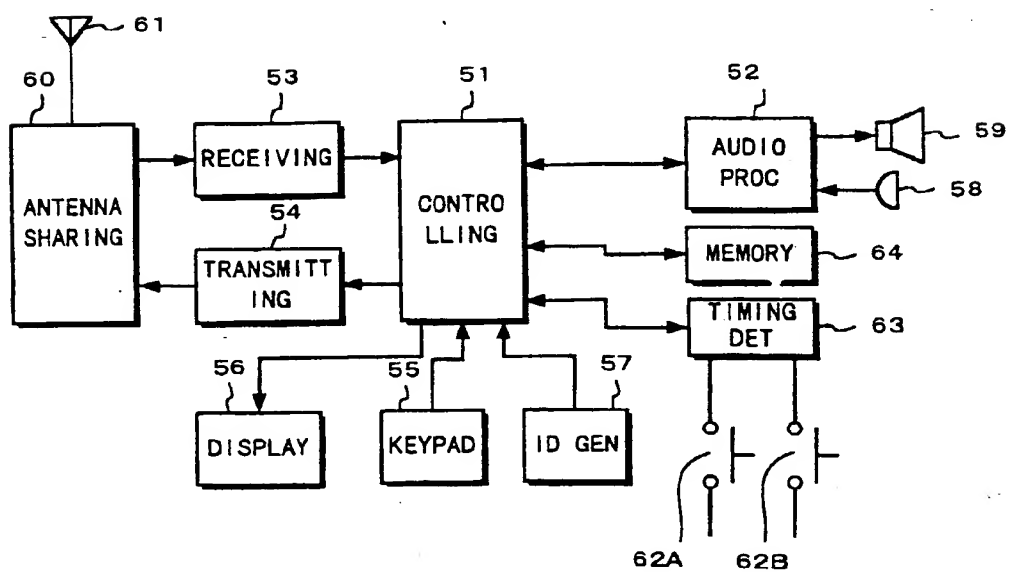 61
60
53
51
52
59
RECEIVING
AUDIO
PROC
58
ANTENNA
SHARING
CONTRO
LLING
54
TRANSMITT
ING
MEMORY
64
TIMING
DET
63
56
55
57
DISPLAY
KEYPAD
ID GEN
62A
62B